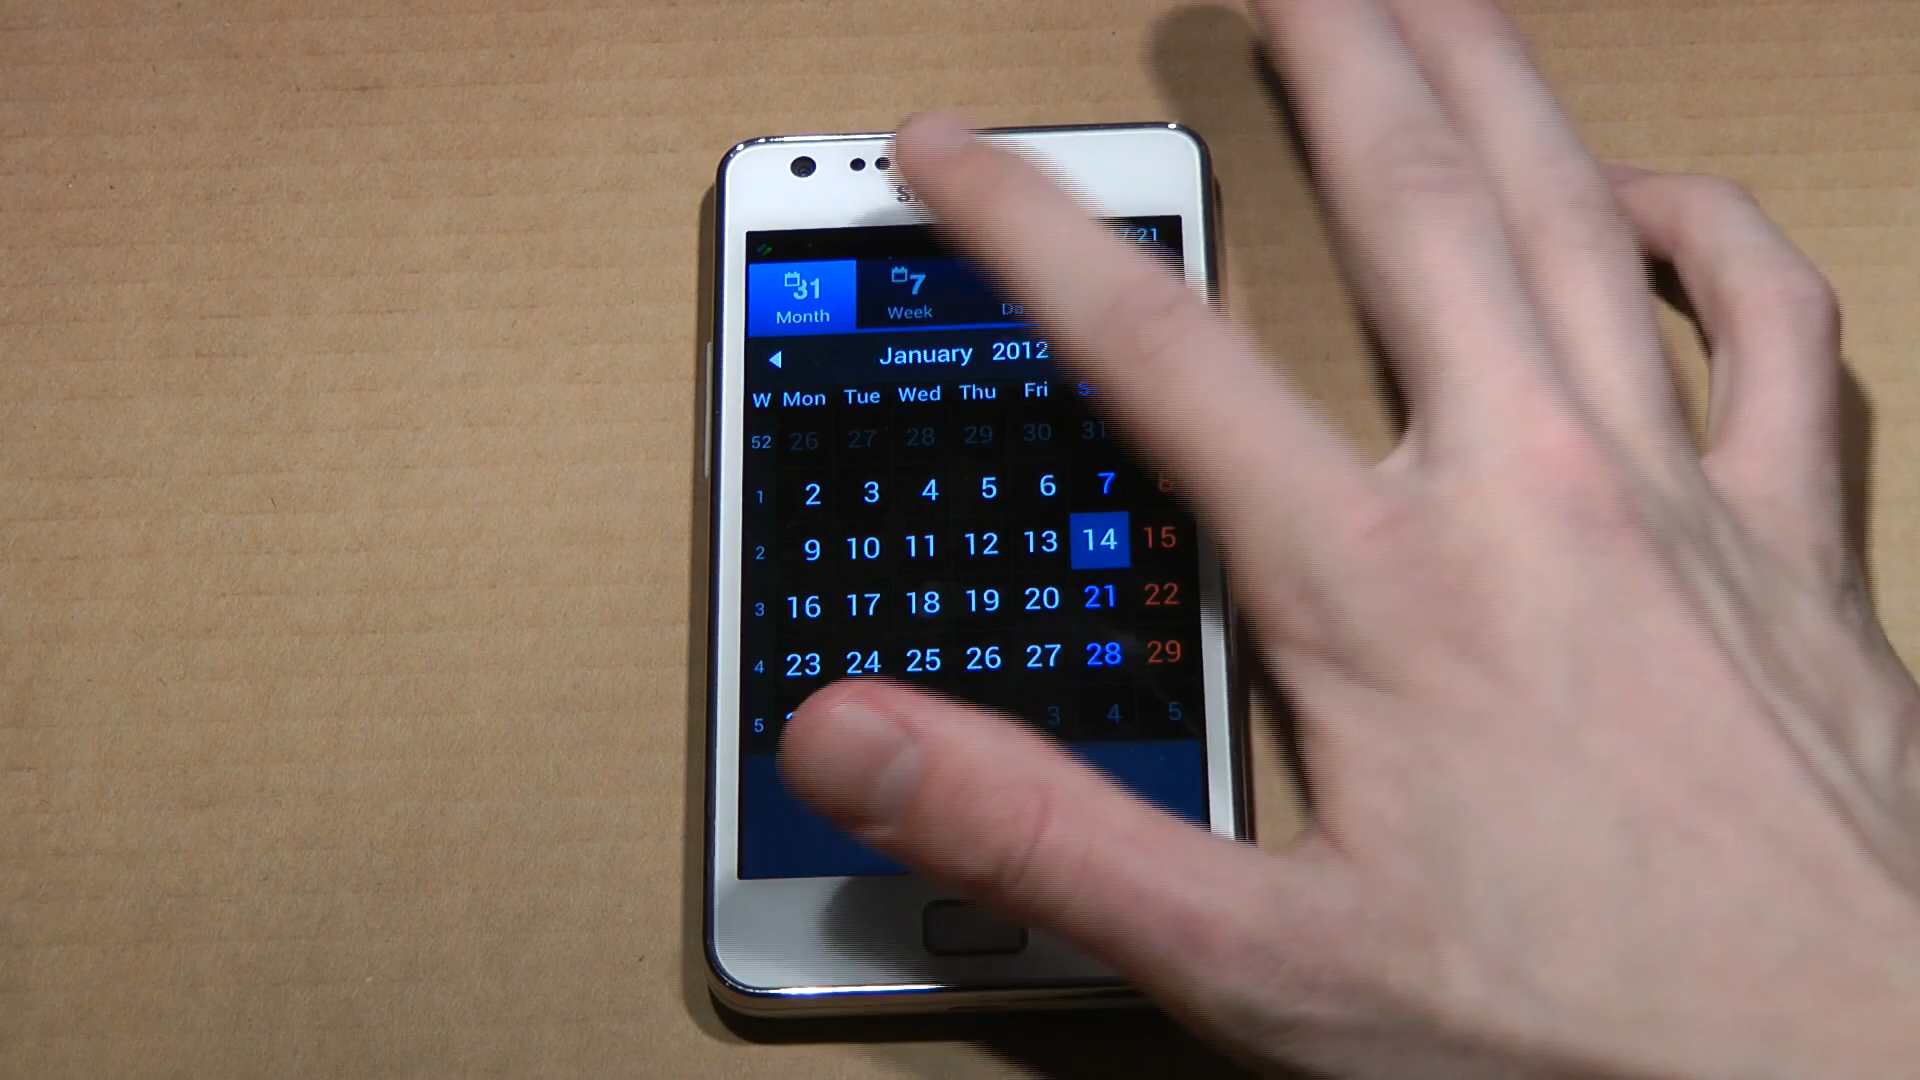 7:21
31 7
Month Week
January 2012
W Mon Tue Wed Thu Fri
52 26 27 28 29 30 31
1 2 3 4 5 6 7 8
2 9 10 11 12 13 14 15
3 16 17 18 19 20 21 22
4 23 24 25 26 27 28 29
5 3 4 5